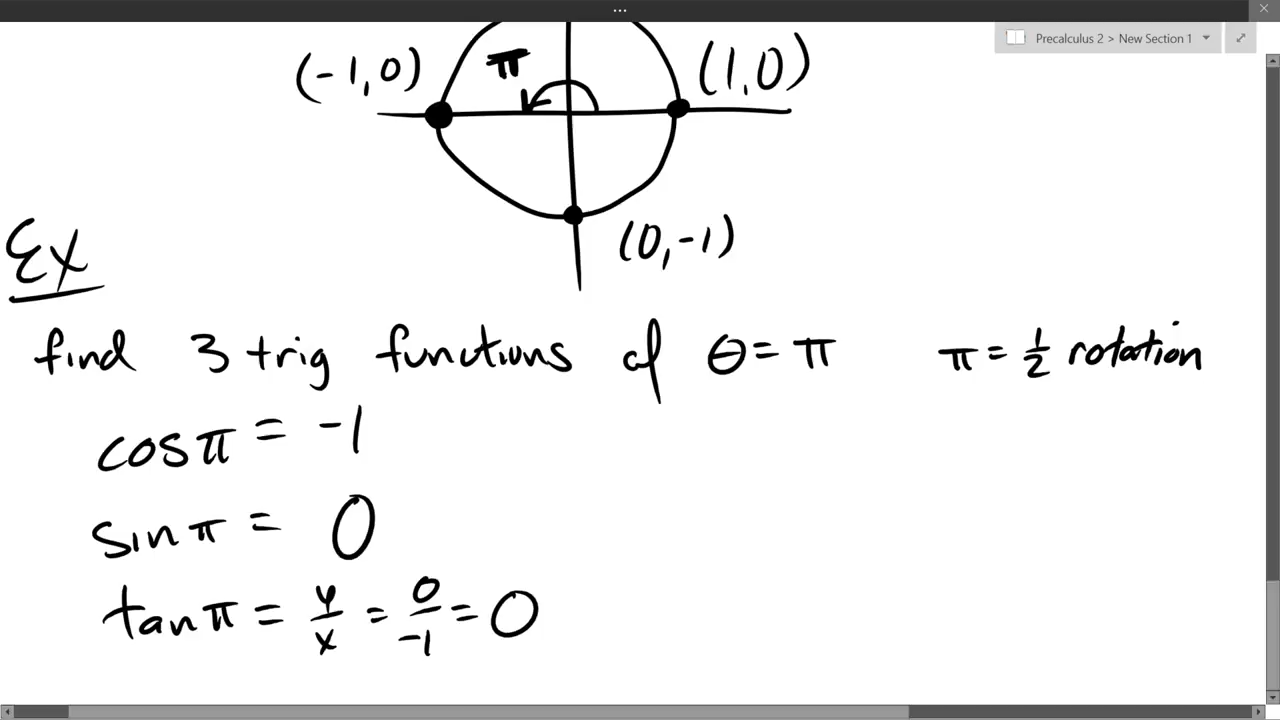 ...
Precalculus 2 > New Section 1
π
(-1,0)
(1,0)
(0,-1)
Ex
find 3 trig functions of θ = π
π = 1/2 rotation
cos π = -1
sin π = 0
tan π = y/x = 0/-1 = 0